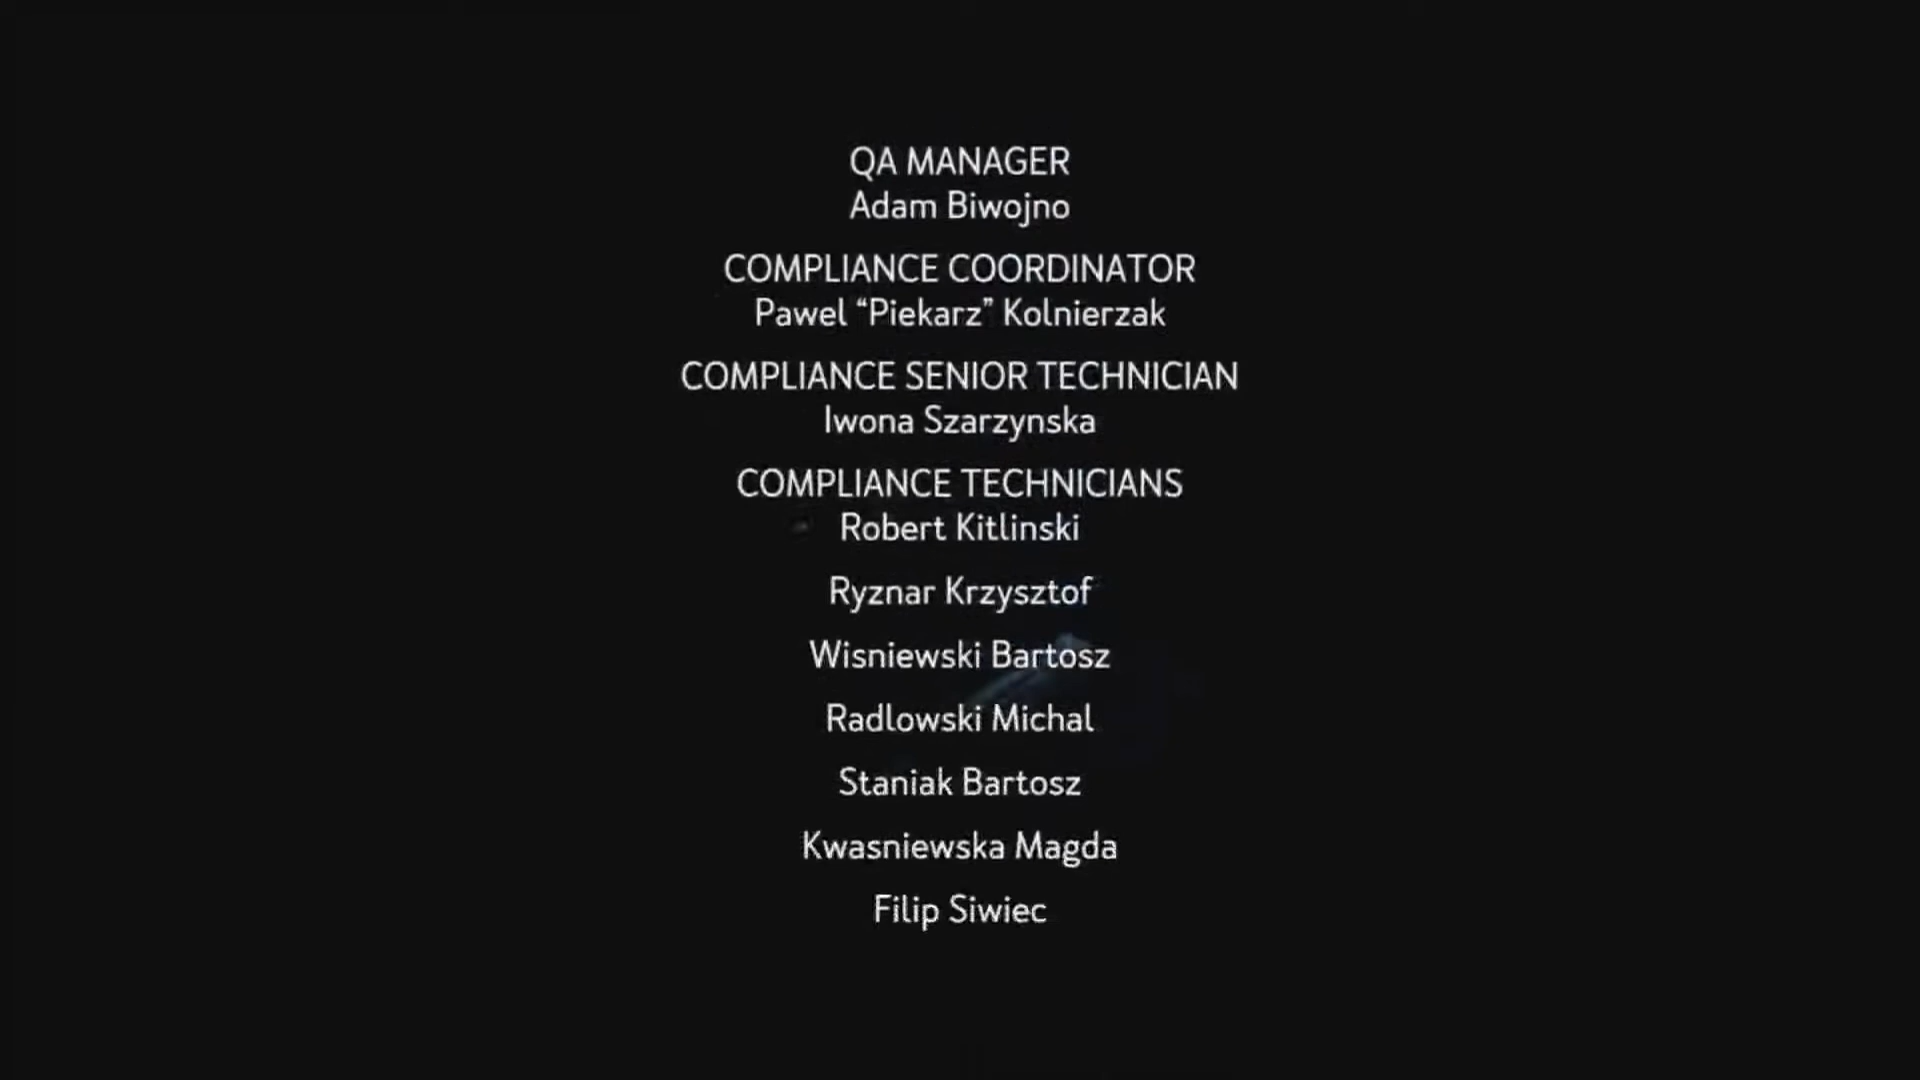 QA MANAGER
Adam Biwojno
COMPLIANCE COORDINATOR
Pawel “Piekarz” Kolnierzak
COMPLIANCE SENIOR TECHNICIAN
Iwona Szarzynska
COMPLIANCE TECHNICIANS
Robert Kitlinski
Ryznar Krzysztof
Wisniewski Bartosz
Radlowski Michal
Staniak Bartosz
Kwasniewska Magda
Filip Siwiec